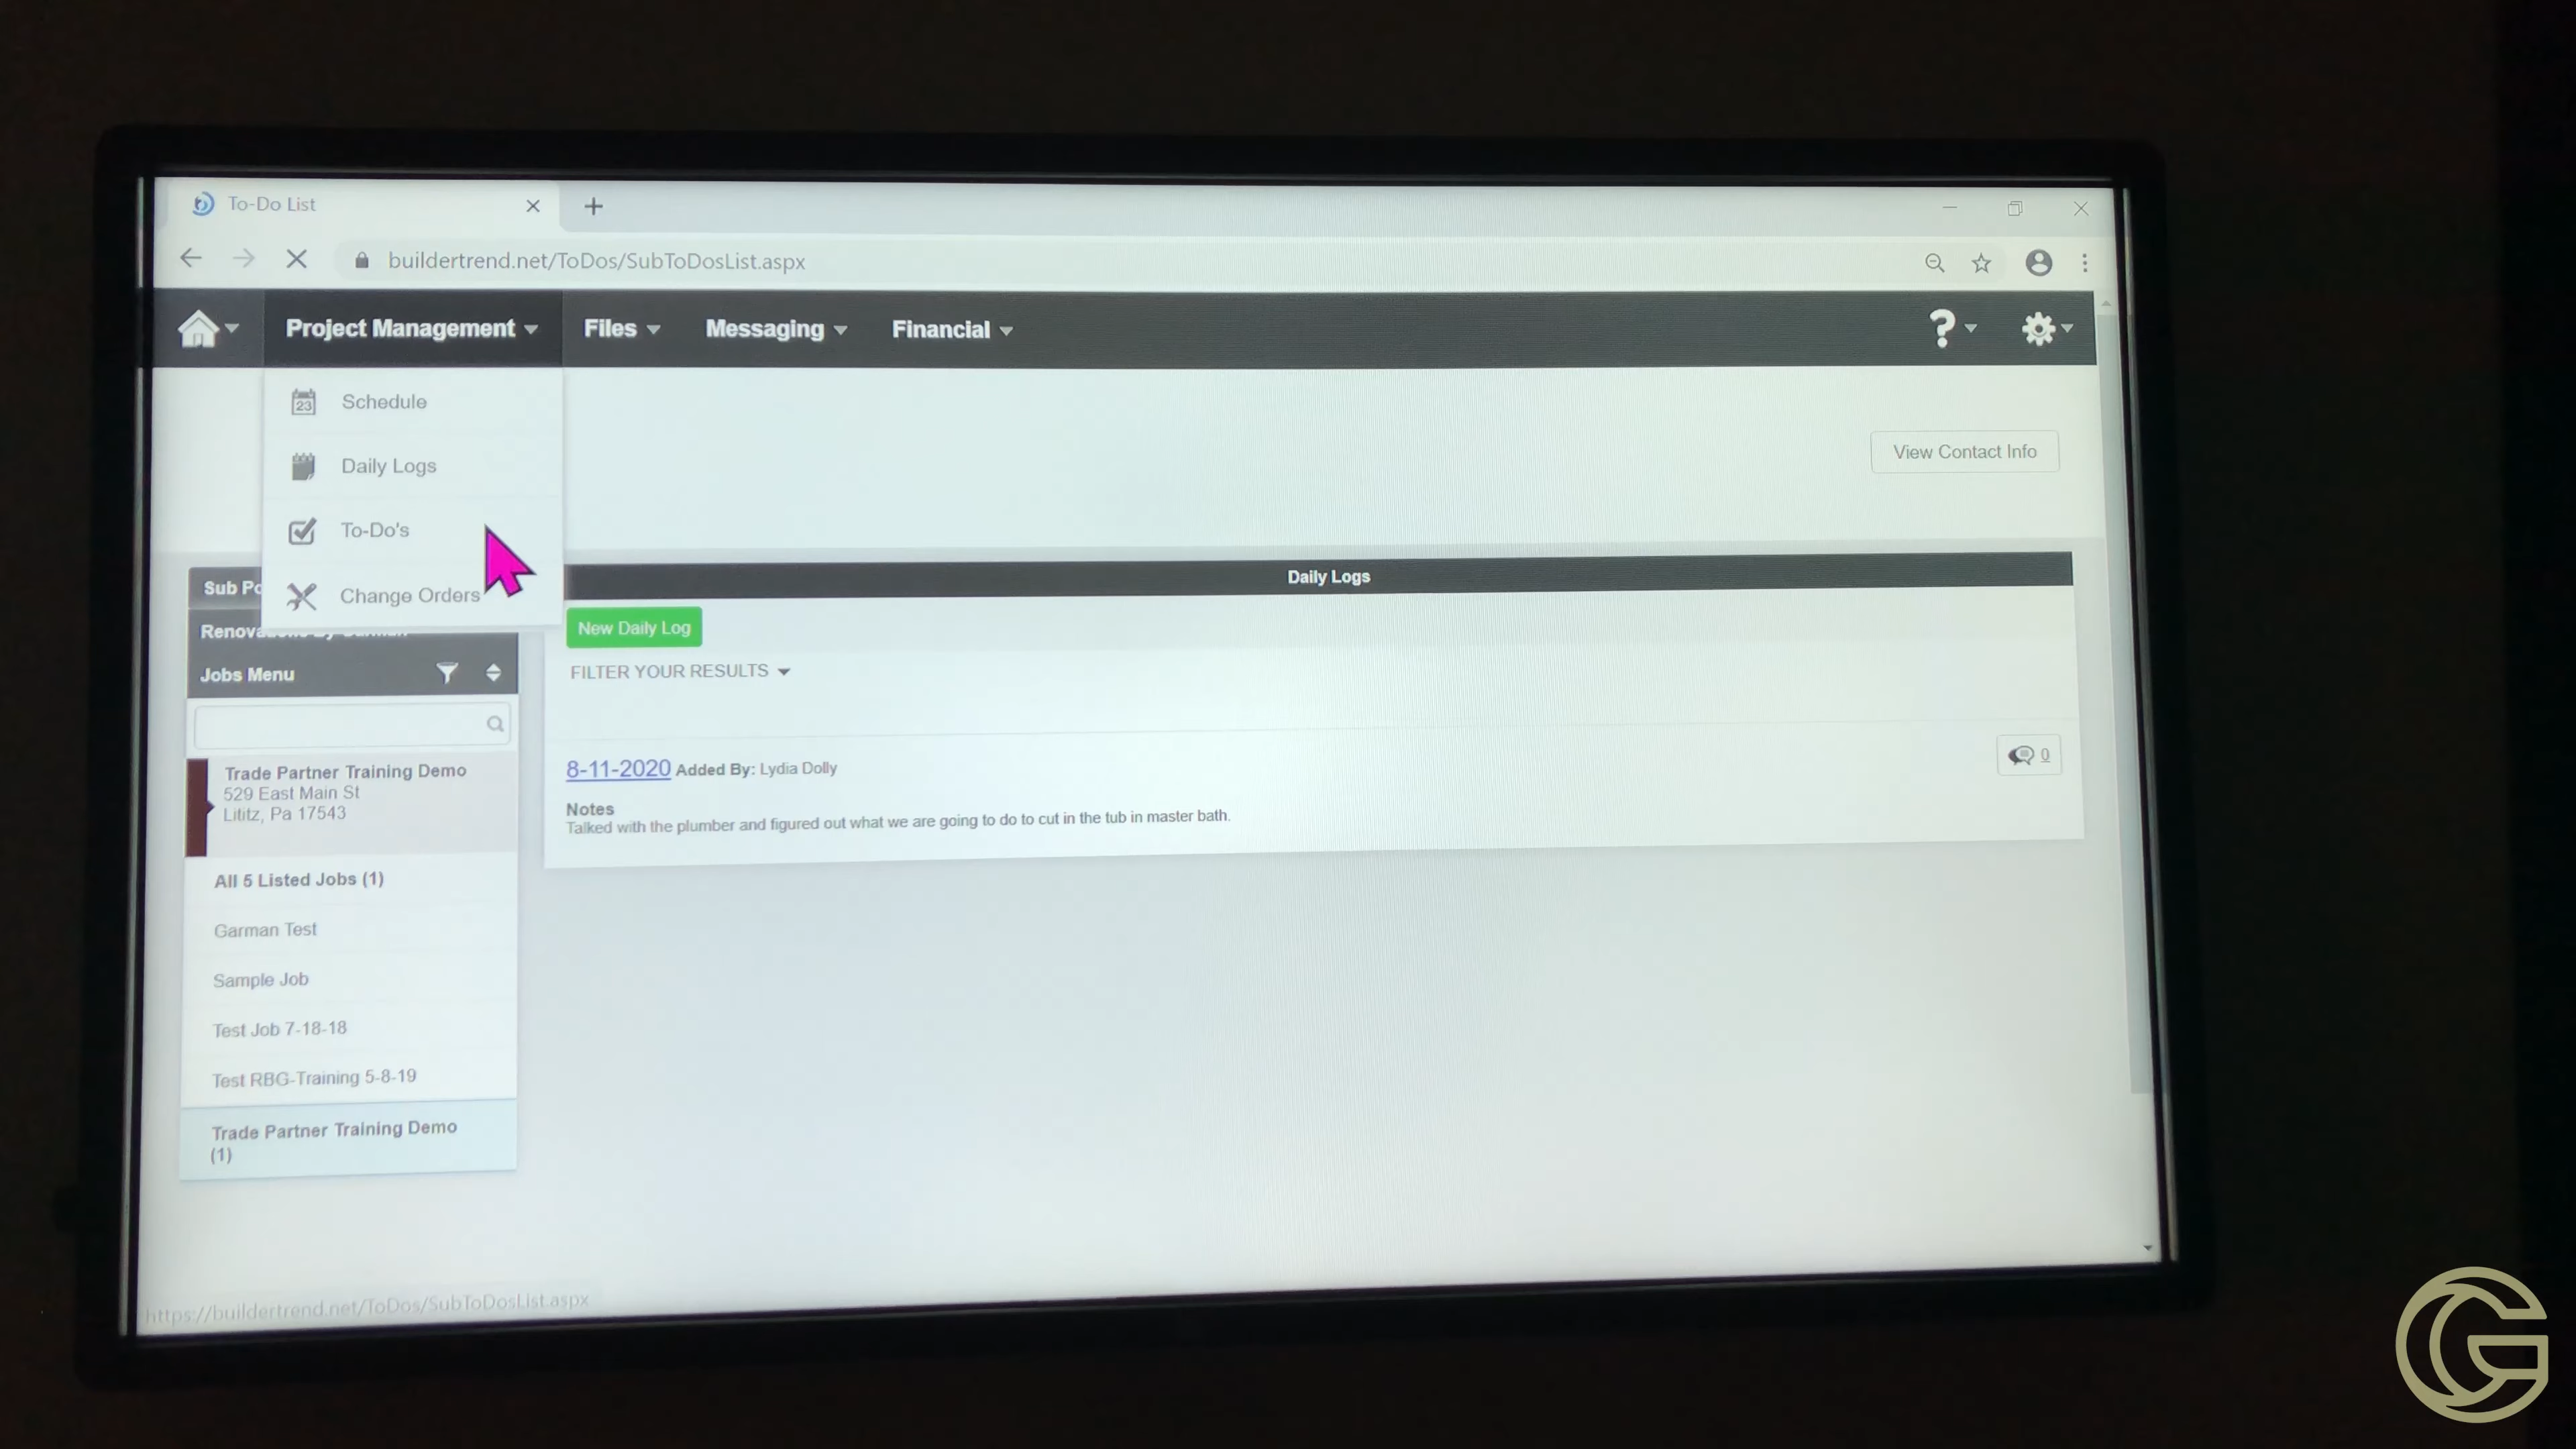 To-Do List
buildertrend.net/ToDos/SubToDosList.aspx
Project Management Files Messaging Financial ?
23 Schedule
Daily Logs
To-Do's
Change Orders
View Contact Info
Sub Po
Renova
Jobs Menu
Trade Partner Training Demo
529 East Main St
Lititz, Pa 17543
All 5 Listed Jobs (1)
Garman Test
Sample Job
Test Job 7-18-18
Test RBG-Training 5-8-19
Trade Partner Training Demo
(1)
Daily Logs
New Daily Log
FILTER YOUR RESULTS
8-11-2020 Added By: Lydia Dolly
0
Notes
Talked with the plumber and figured out what we are going to do to cut in the tub in master bath.
https://buildertrend.net/ToDos/SubToDosList.aspx
G